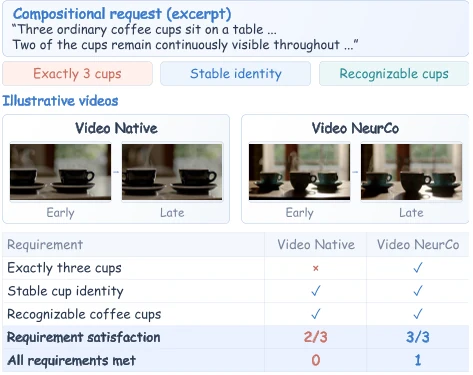 Compositional request (excerpt)
“Three ordinary coffee cups sit on a table ...
Two of the cups remain continuously visible throughout ...”
Exactly 3 cups
Stable identity
Recognizable cups
Illustrative videos
Video Native
Early
Late
Video NeurCo
Early
Late
Requirement Video Native Video NeurCo
Exactly three cups × ✓
Stable cup identity ✓ ✓
Recognizable coffee cups ✓ ✓
Requirement satisfaction 2/3 3/3
All requirements met 0 1